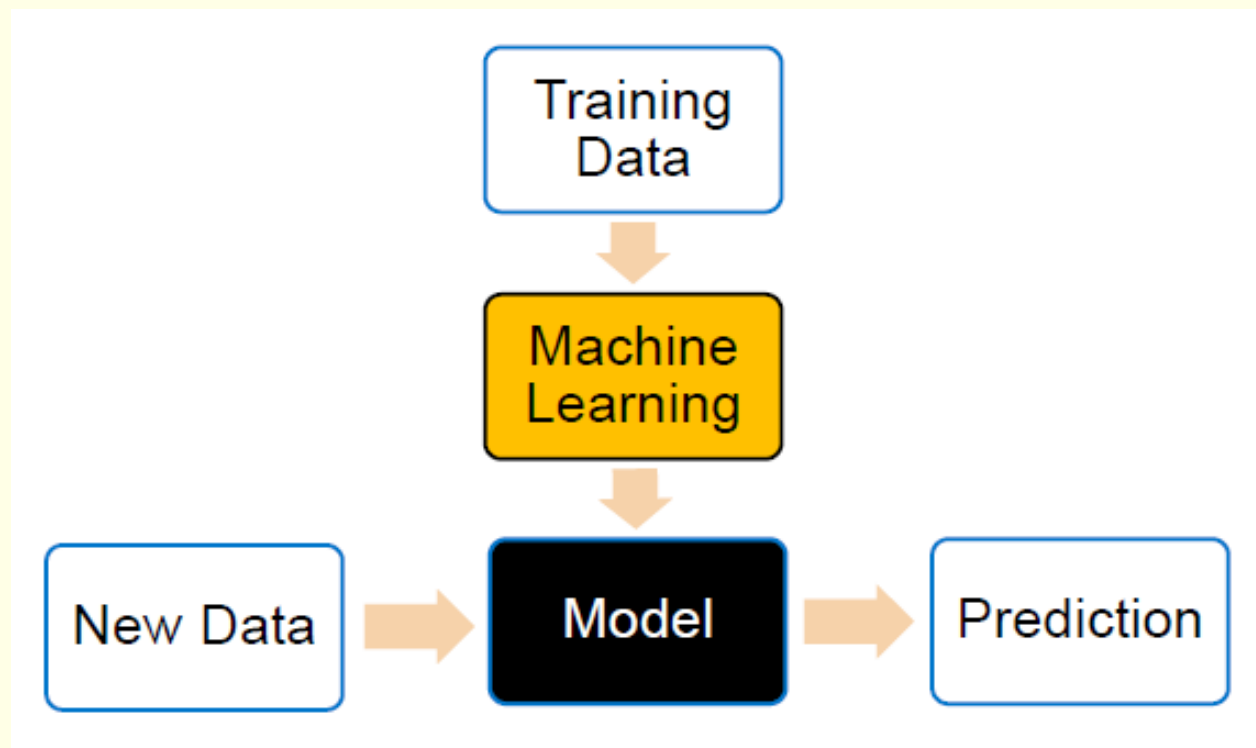 Training
Data
Machine
Learning
New Data
Model
Prediction